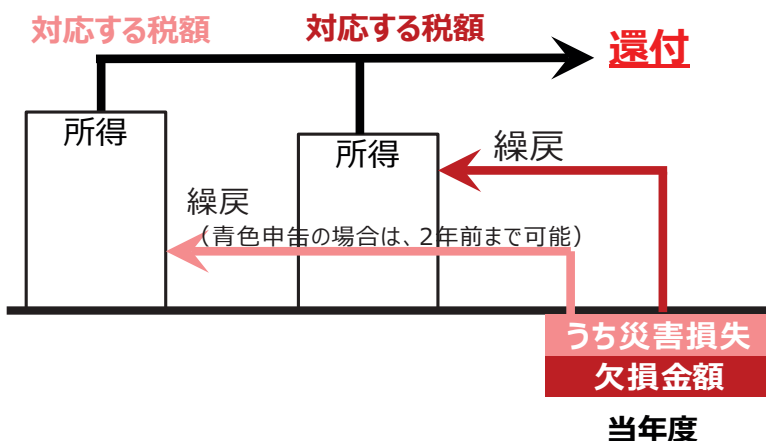 対応する税額
対応する税額
還付
所得
所得
繰戻
繰戻
（青色申告の場合は、2年前まで可能）
うち災害損失
欠損金額
当年度